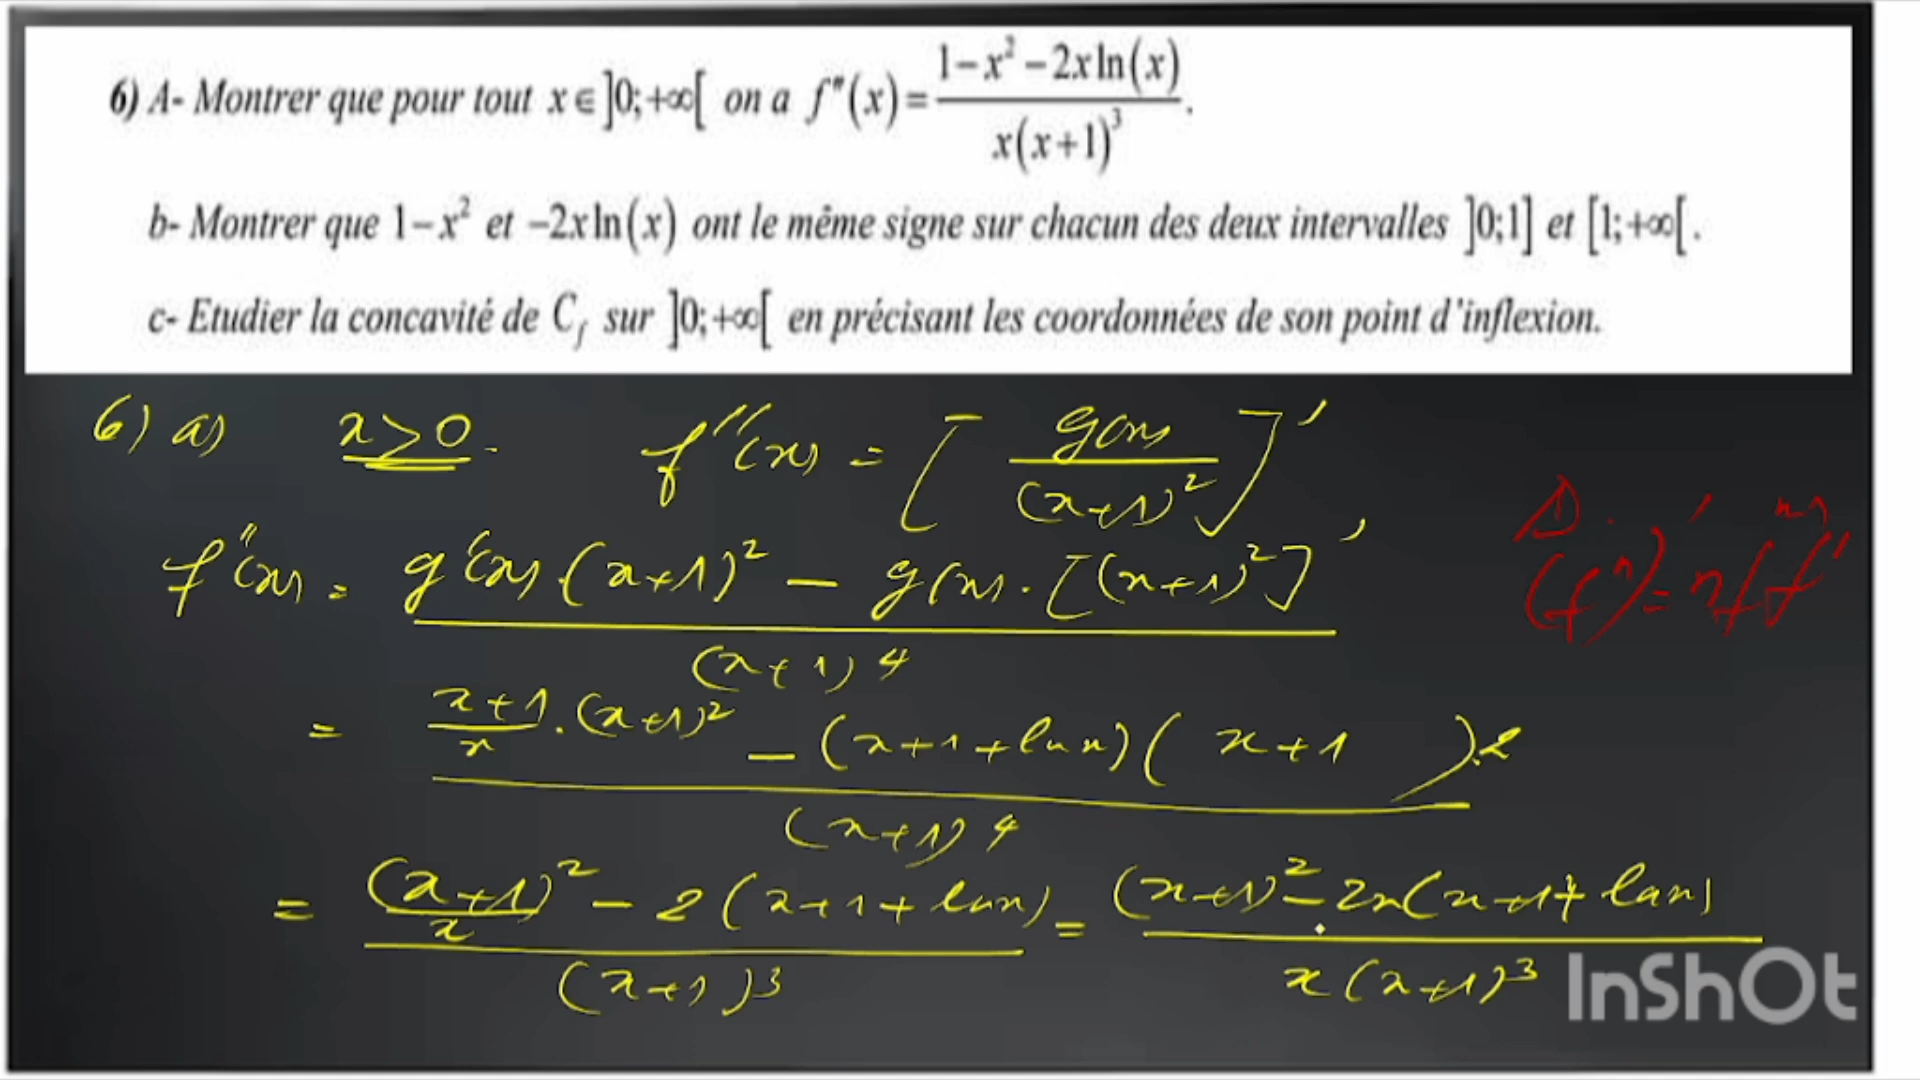 6) A- Montrer que pour tout x ∈ ]0;+∞[ on a f''(x) = (1 − x² − 2x ln(x)) / (x(x+1)³).
b- Montrer que 1 − x² et −2x ln(x) ont le même signe sur chacun des deux intervalles ]0;1] et [1;+∞[.
c- Etudier la concavité de C_f sur ]0;+∞[ en précisant les coordonnées de son point d'inflexion.
6) a) x > 0. f''(x) = [ g(x) / (x+1)² ]'
f''(x) = ( g'(x).(x+1)² − g(x).[(x+1)²]' ) / (x+1)⁴
(fⁿ)' = n f f'
= ( (x+1)/x . (x+1)² − (x+1+ln x)(x+1).2 ) / (x+1)⁴
= ( (x+1)²/x − 2(x+1+ln x) ) / (x+1)³ = ( (x+1)² − 2x(x+1+ln x) ) / ( x(x+1)³ )
InShOt